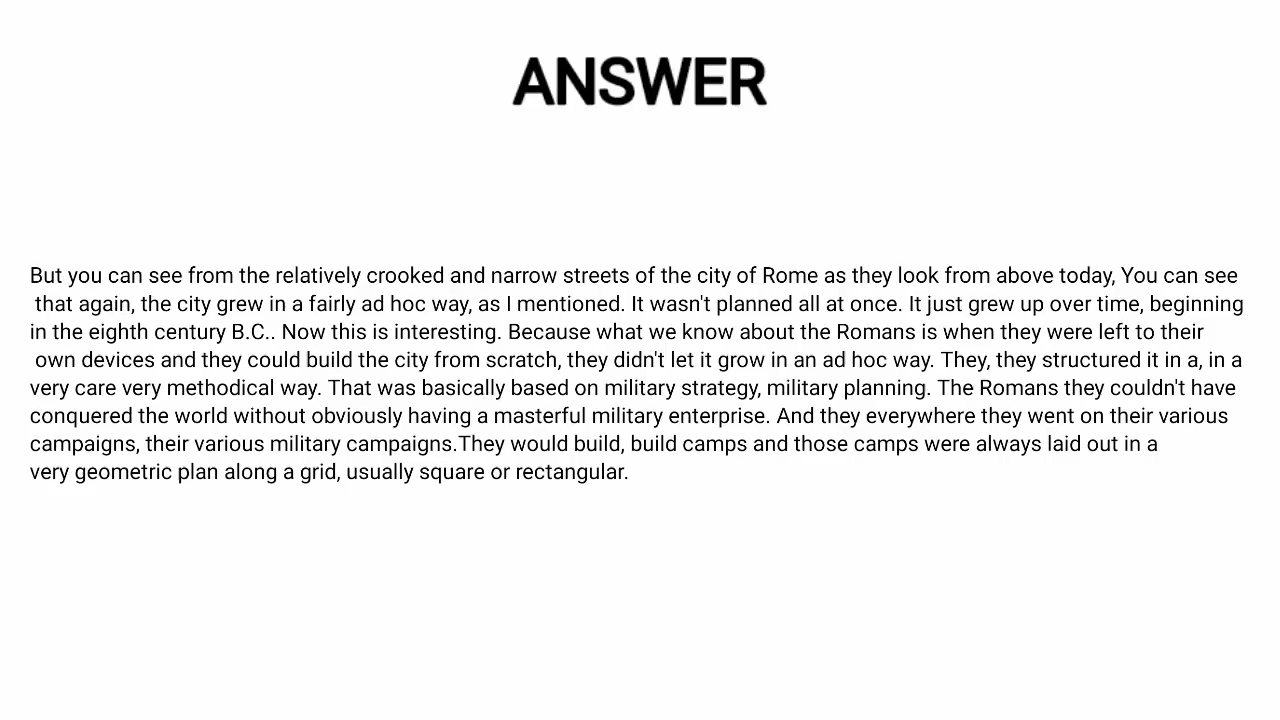 ANSWER
But you can see from the relatively crooked and narrow streets of the city of Rome as they look from above today, You can see
that again, the city grew in a fairly ad hoc way, as I mentioned. It wasn't planned all at once. It just grew up over time, beginning
in the eighth century B.C.. Now this is interesting. Because what we know about the Romans is when they were left to their
own devices and they could build the city from scratch, they didn't let it grow in an ad hoc way. They, they structured it in a, in a
very care very methodical way. That was basically based on military strategy, military planning. The Romans they couldn't have
conquered the world without obviously having a masterful military enterprise. And they everywhere they went on their various
campaigns, their various military campaigns.They would build, build camps and those camps were always laid out in a
very geometric plan along a grid, usually square or rectangular.